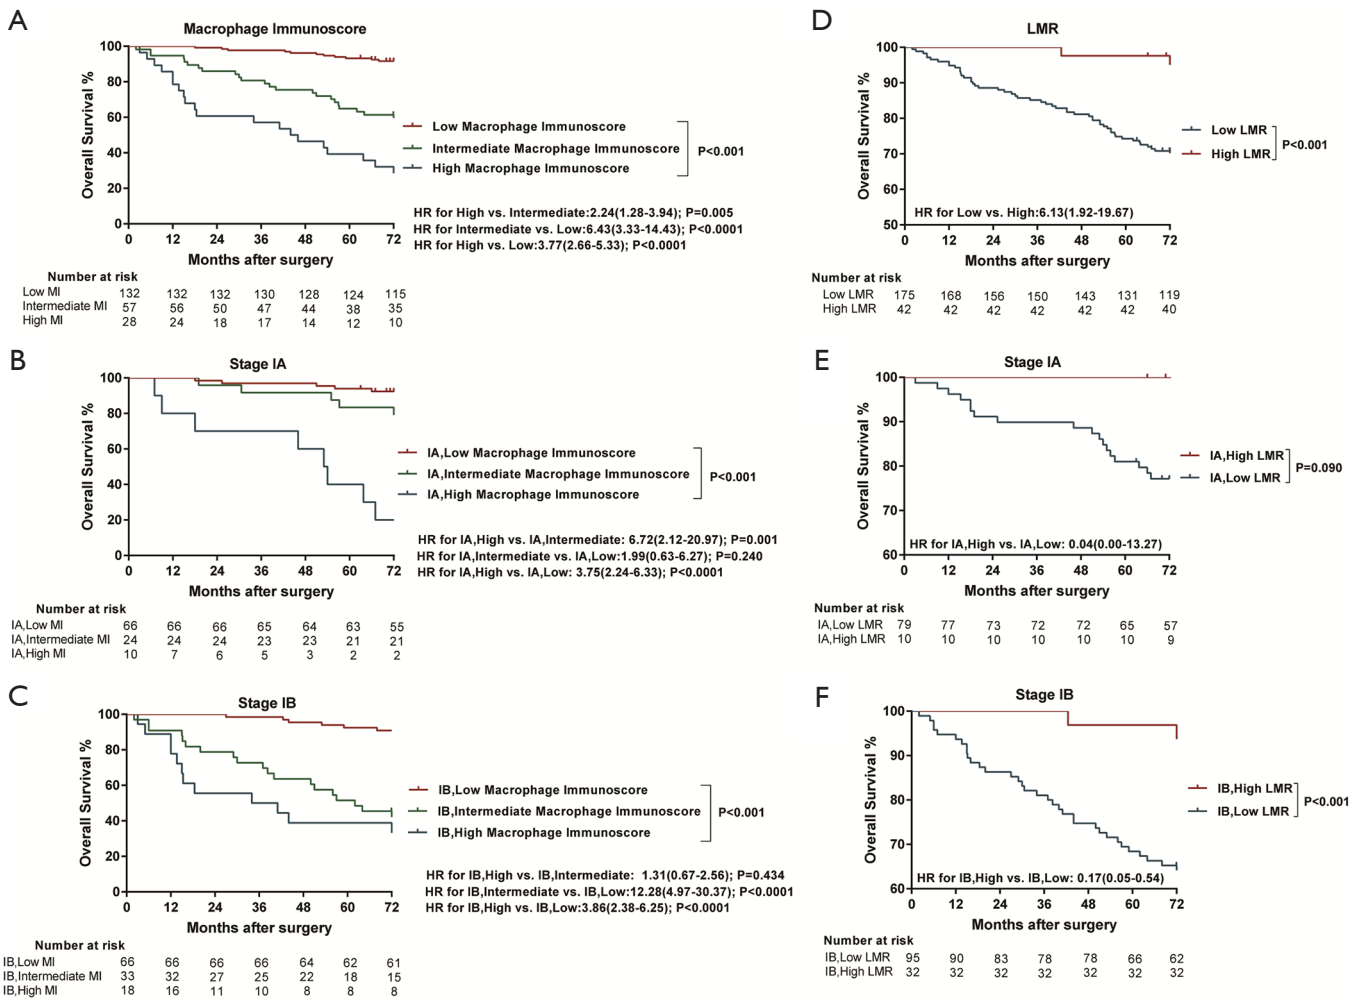 A
Macrophage Immunoscore
Overall Survival %
100
80
60
40
20
0
0 12 24 36 48 60 72
Months after surgery
Low Macrophage Immunoscore
Intermediate Macrophage Immunoscore
High Macrophage Immunoscore
P<0.001
HR for High vs. Intermediate:2.24(1.28-3.94); P=0.005
HR for Intermediate vs. Low:6.43(3.33-14.43); P<0.0001
HR for High vs. Low:3.77(2.66-5.33); P<0.0001
Number at risk
Low MI 132 132 132 130 128 124 115
Intermediate MI 57 56 50 47 44 38 35
High MI 28 24 18 17 14 12 10
B
Stage IA
Overall Survival %
100
80
60
40
20
0
0 12 24 36 48 60 72
Months after surgery
IA,Low Macrophage Immunoscore
IA,Intermediate Macrophage Immunoscore
IA,High Macrophage Immunoscore
P<0.001
HR for IA,High vs. IA,Intermediate: 6.72(2.12-20.97); P=0.001
HR for IA,Intermediate vs. IA,Low:1.99(0.63-6.27); P=0.240
HR for IA,High vs. IA,Low: 3.75(2.24-6.33); P<0.0001
Number at risk
IA,Low MI 66 66 66 65 64 63 55
IA,Intermediate MI 24 24 24 23 23 21 21
IA,High MI 10 7 6 5 3 2 2
C
Stage IB
Overall Survival %
100
80
60
40
20
0
0 12 24 36 48 60 72
Months after surgery
IB,Low Macrophage Immunoscore
IB,Intermediate Macrophage Immunoscore
IB,High Macrophage Immunoscore
P<0.001
HR for IB,High vs. IB,Intermediate: 1.31(0.67-2.56); P=0.434
HR for IB,Intermediate vs. IB,Low:12.28(4.97-30.37); P<0.0001
HR for IB,High vs. IB,Low:3.86(2.38-6.25); P<0.0001
Number at risk
IB,Low MI 66 66 66 66 64 62 61
IB,Intermediate MI 33 32 27 25 22 18 15
IB,High MI 18 16 11 10 8 8 8
D
LMR
Overall Survival %
100
90
80
70
60
50
0 12 24 36 48 60 72
Months after surgery
Low LMR
High LMR
P<0.001
HR for Low vs. High:6.13(1.92-19.67)
Number at risk
Low LMR 175 168 156 150 143 131 119
High LMR 42 42 42 42 42 42 40
E
Stage IA
Overall Survival %
100
90
80
70
60
0 12 24 36 48 60 72
Months after surgery
IA,High LMR
IA,Low LMR
P=0.090
HR for IA,High vs. IA,Low: 0.04(0.00-13.27)
Number at risk
IA,Low LMR 79 77 73 72 72 65 57
IA,High LMR 10 10 10 10 10 10 9
F
Stage IB
Overall Survival %
100
90
80
70
60
0 12 24 36 48 60 72
Months after surgery
IB,High LMR
IB,Low LMR
P<0.001
HR for IB,High vs. IB,Low: 0.17(0.05-0.54)
Number at risk
IB,Low LMR 95 90 83 78 78 66 62
IB,High LMR 32 32 32 32 32 32 32